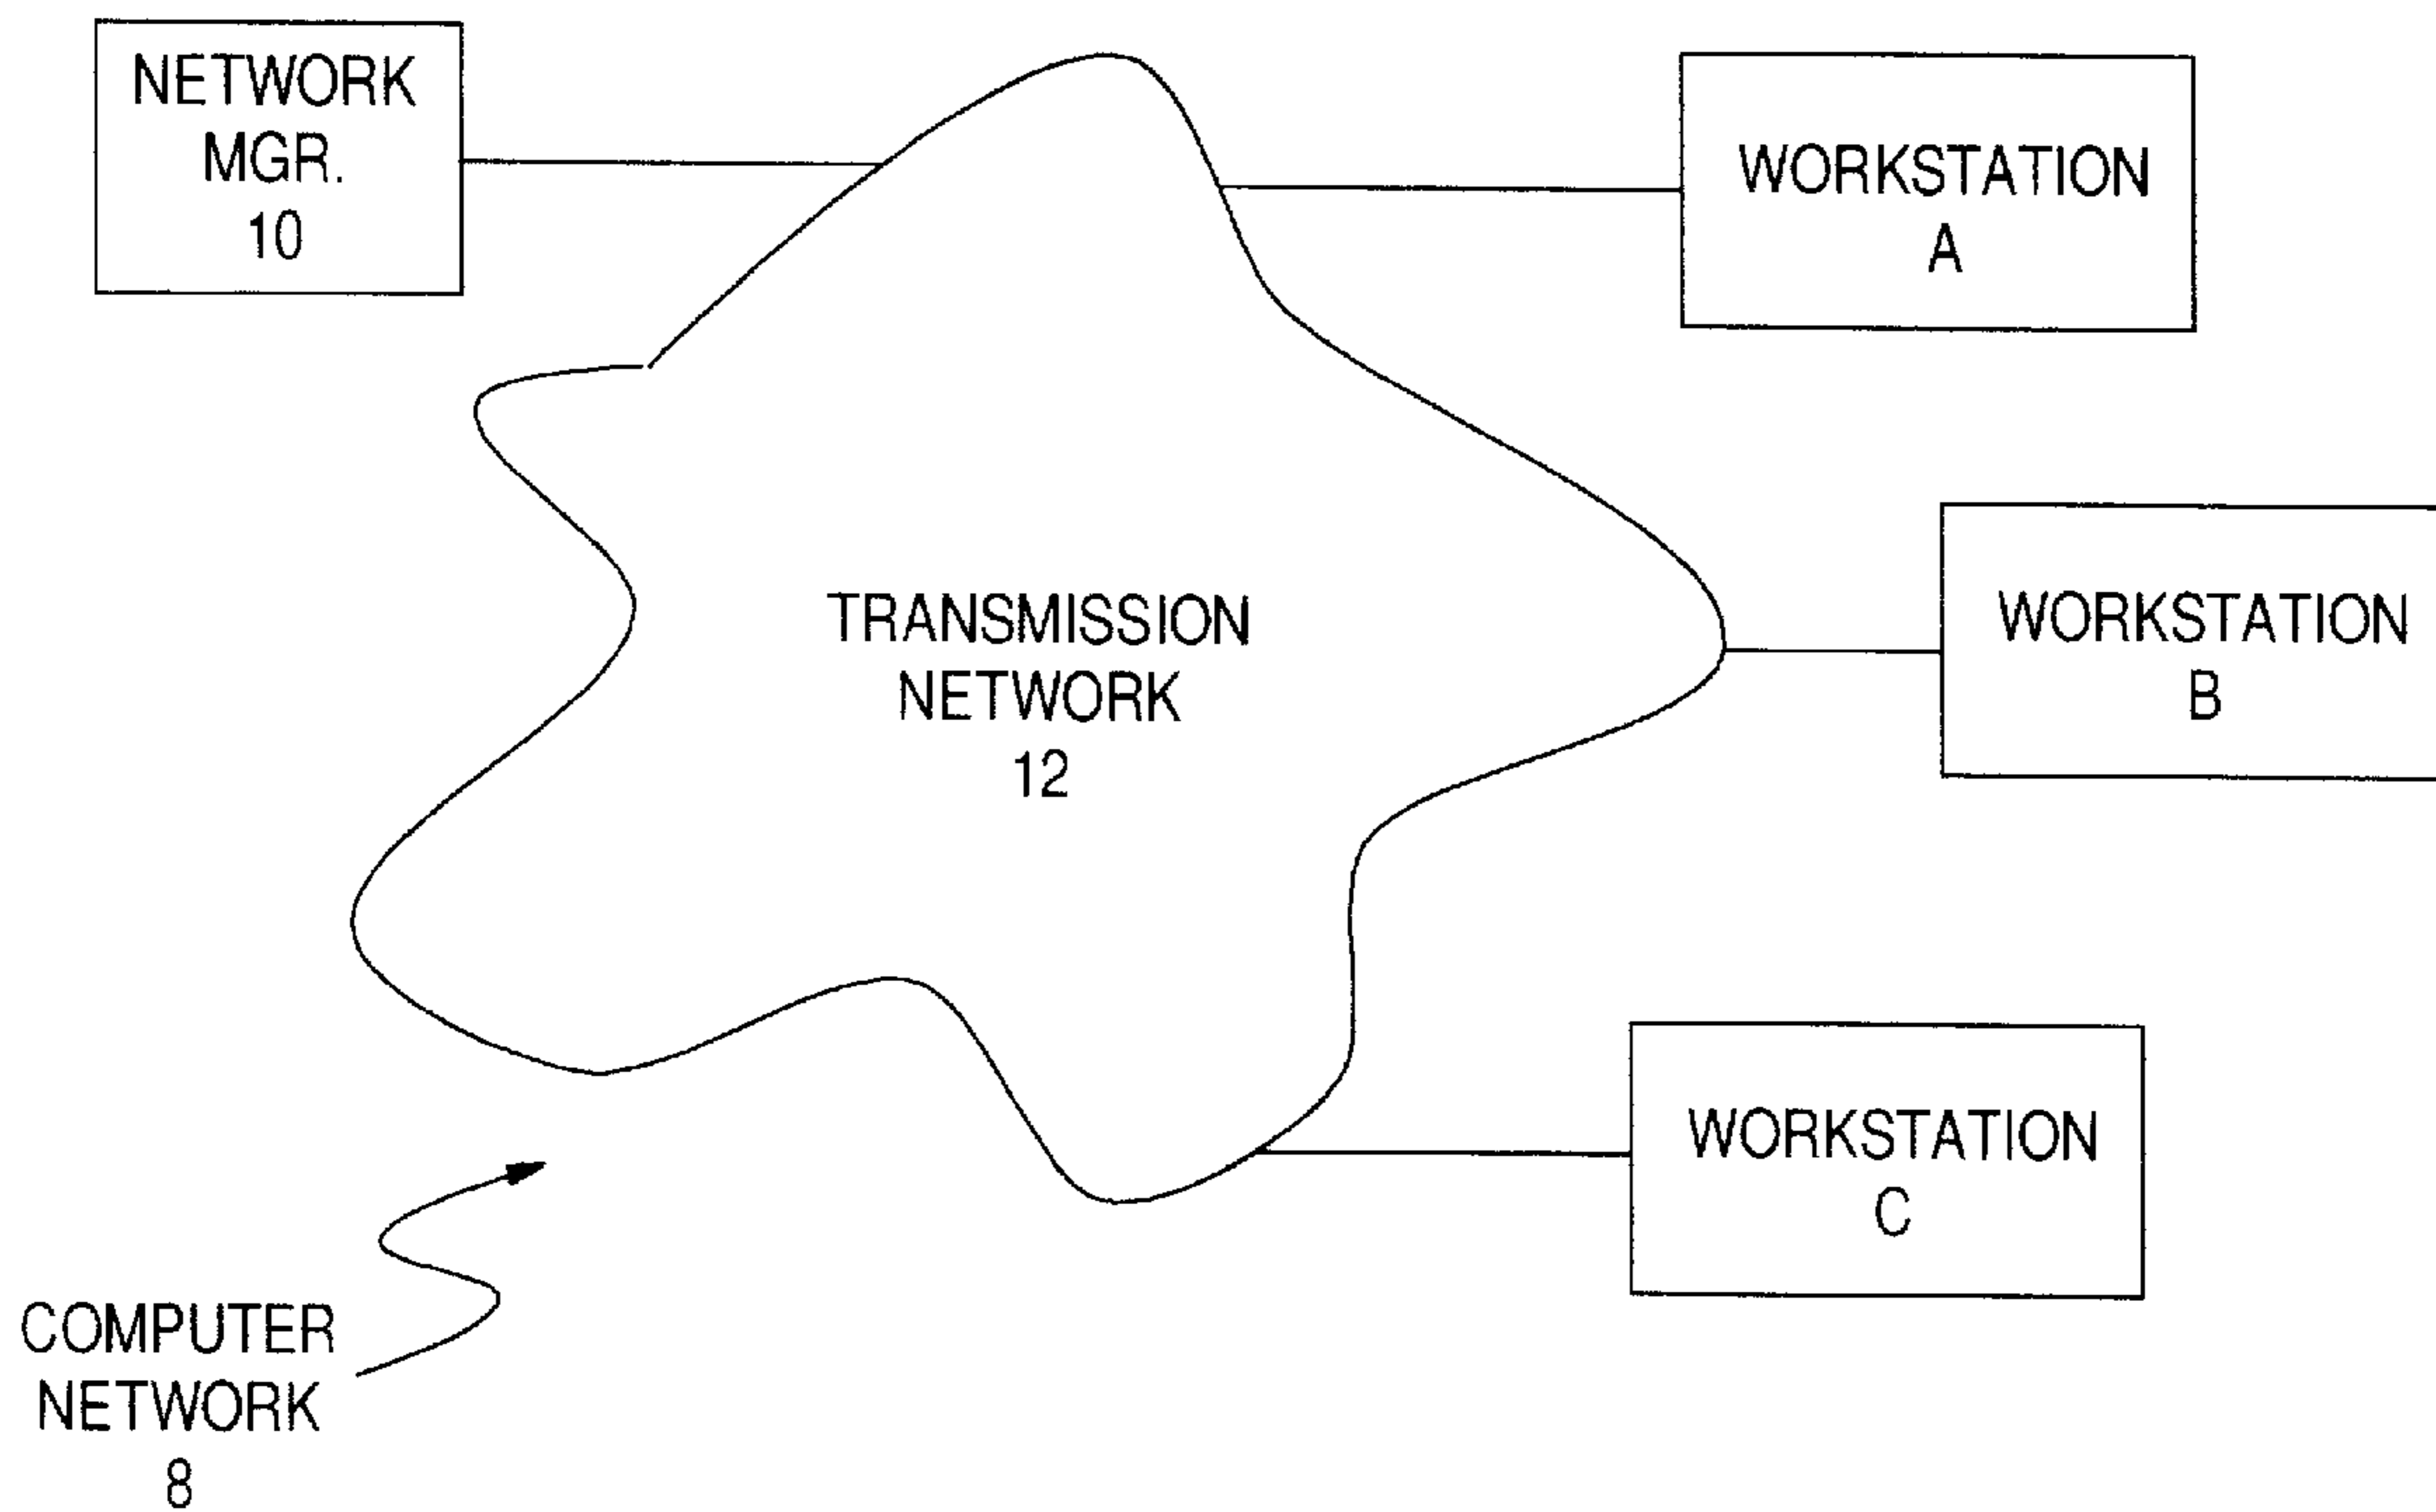 NETWORK
MGR.
10
WORKSTATION
A
TRANSMISSION
NETWORK
12
WORKSTATION
B
WORKSTATION
C
COMPUTER
NETWORK
8